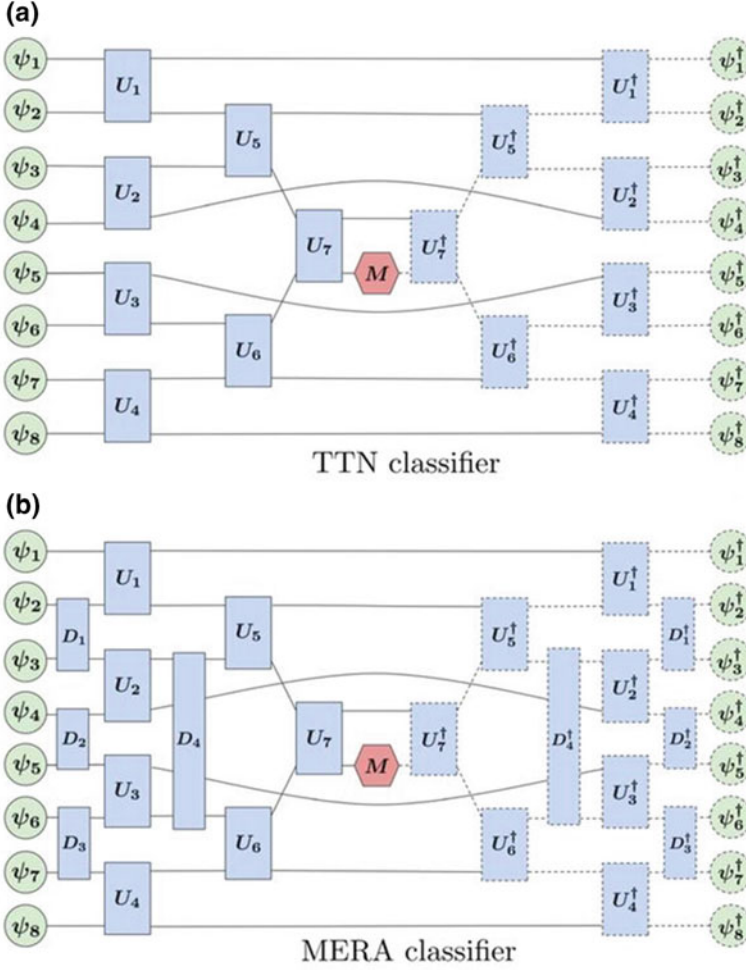 (a)
ψ₁ U₁ U₁† ψ₁†
ψ₂ U₅ U₅† ψ₂†
ψ₃ U₂ U₂† ψ₃†
ψ₄ U₇ U₇† ψ₄†
ψ₅ M ψ₅†
U₃ U₃†
ψ₆ U₆ U₆† ψ₆†
ψ₇ U₄ U₄† ψ₇†
ψ₈ ψ₈†
TTN classifier
(b)
ψ₁ U₁ U₁† ψ₁†
ψ₂ D₁ U₅ U₅† D₁† ψ₂†
ψ₃ U₂ U₂† ψ₃†
ψ₄ D₂ D₄ U₇ U₇† D₄† D₂† ψ₄†
ψ₅ M ψ₅†
U₃ U₃†
ψ₆ D₃ U₆ U₆† D₃† ψ₆†
ψ₇ U₄ U₄† ψ₇†
ψ₈ ψ₈†
MERA classifier